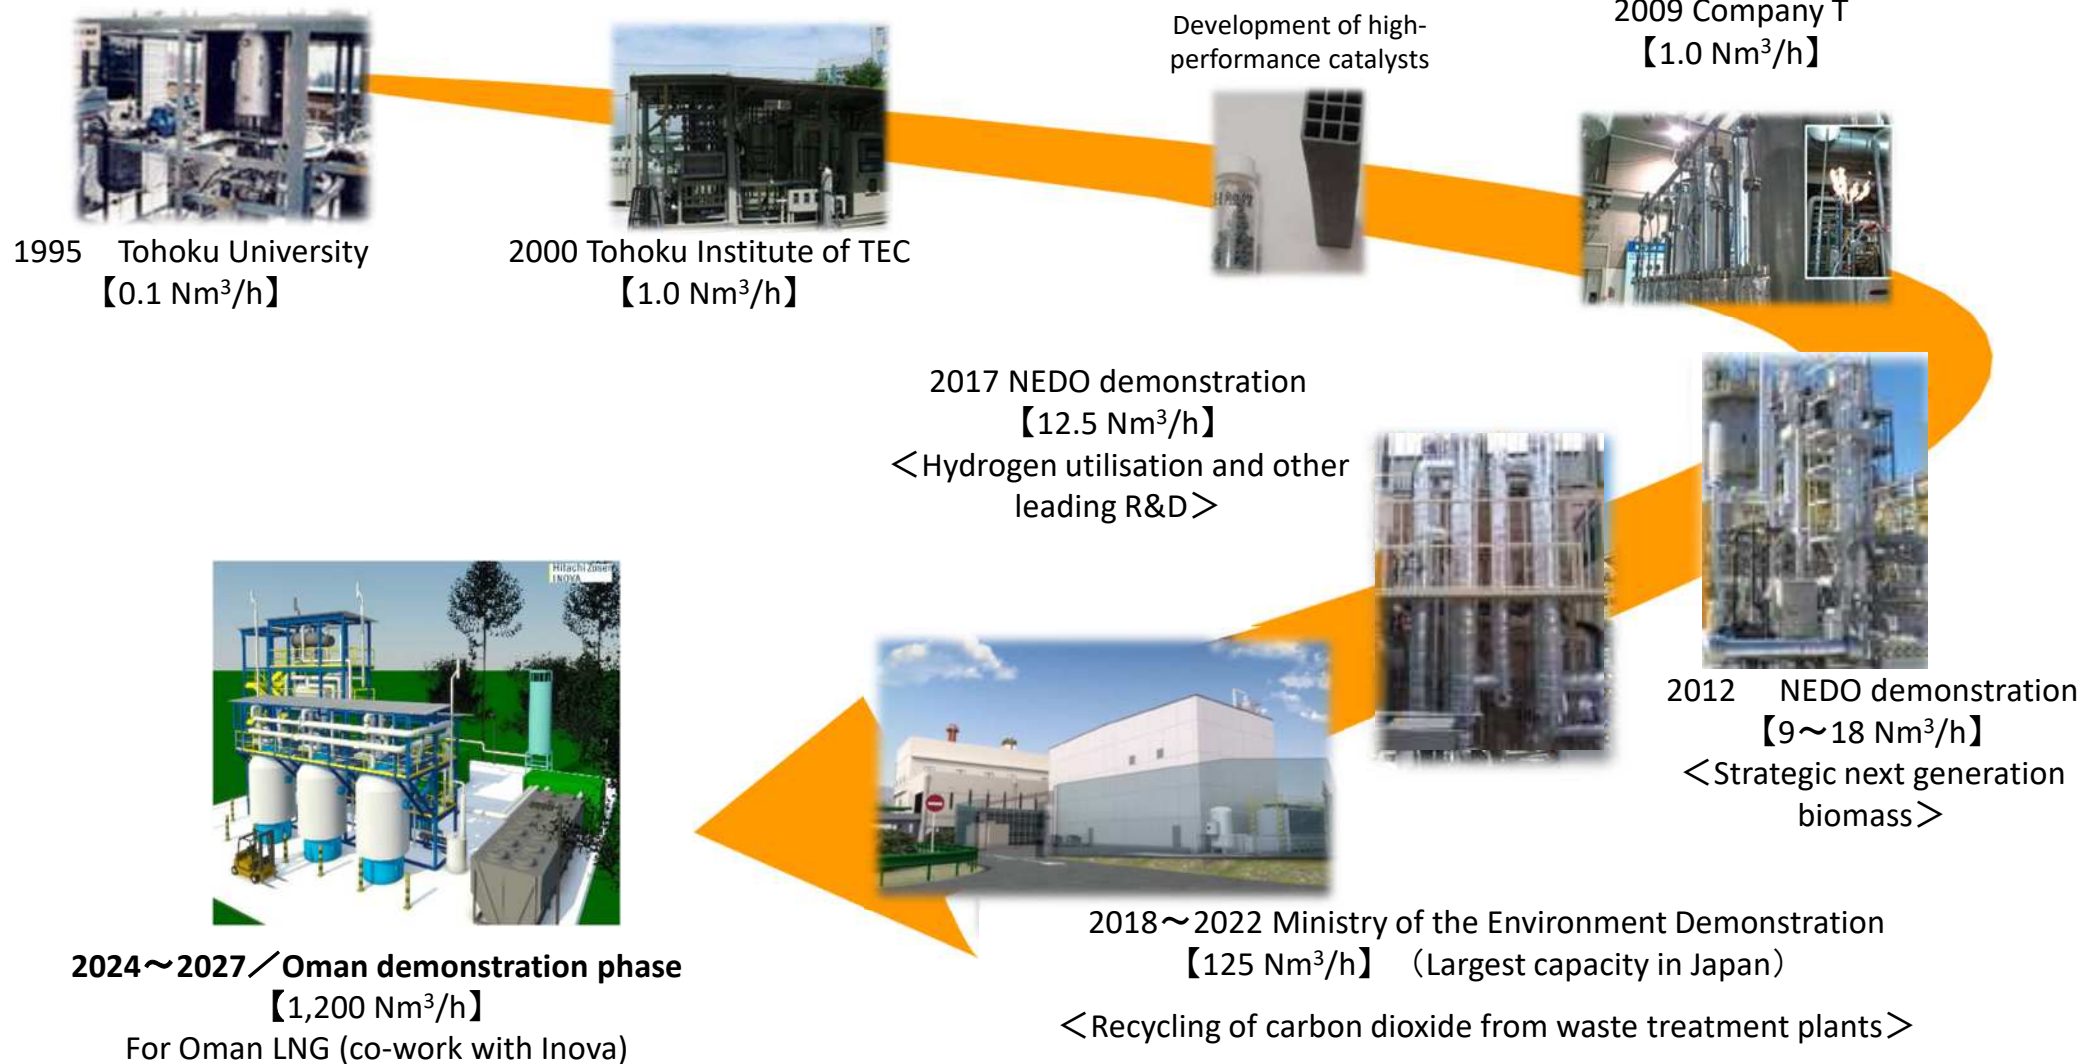 1995 Tohoku University
【0.1 Nm³/h】
2000 Tohoku Institute of TEC
【1.0 Nm³/h】
Development of high-
performance catalysts
2009 Company T
【1.0 Nm³/h】
2012 NEDO demonstration
【9～18 Nm³/h】
＜Strategic next generation
biomass＞
2017 NEDO demonstration
【12.5 Nm³/h】
＜Hydrogen utilisation and other
leading R&D＞
2018～2022 Ministry of the Environment Demonstration
【125 Nm³/h】 （Largest capacity in Japan）
＜Recycling of carbon dioxide from waste treatment plants＞
Hitachi Zosen
INOVA
2024～2027／Oman demonstration phase
【1,200 Nm³/h】
For Oman LNG (co-work with Inova)